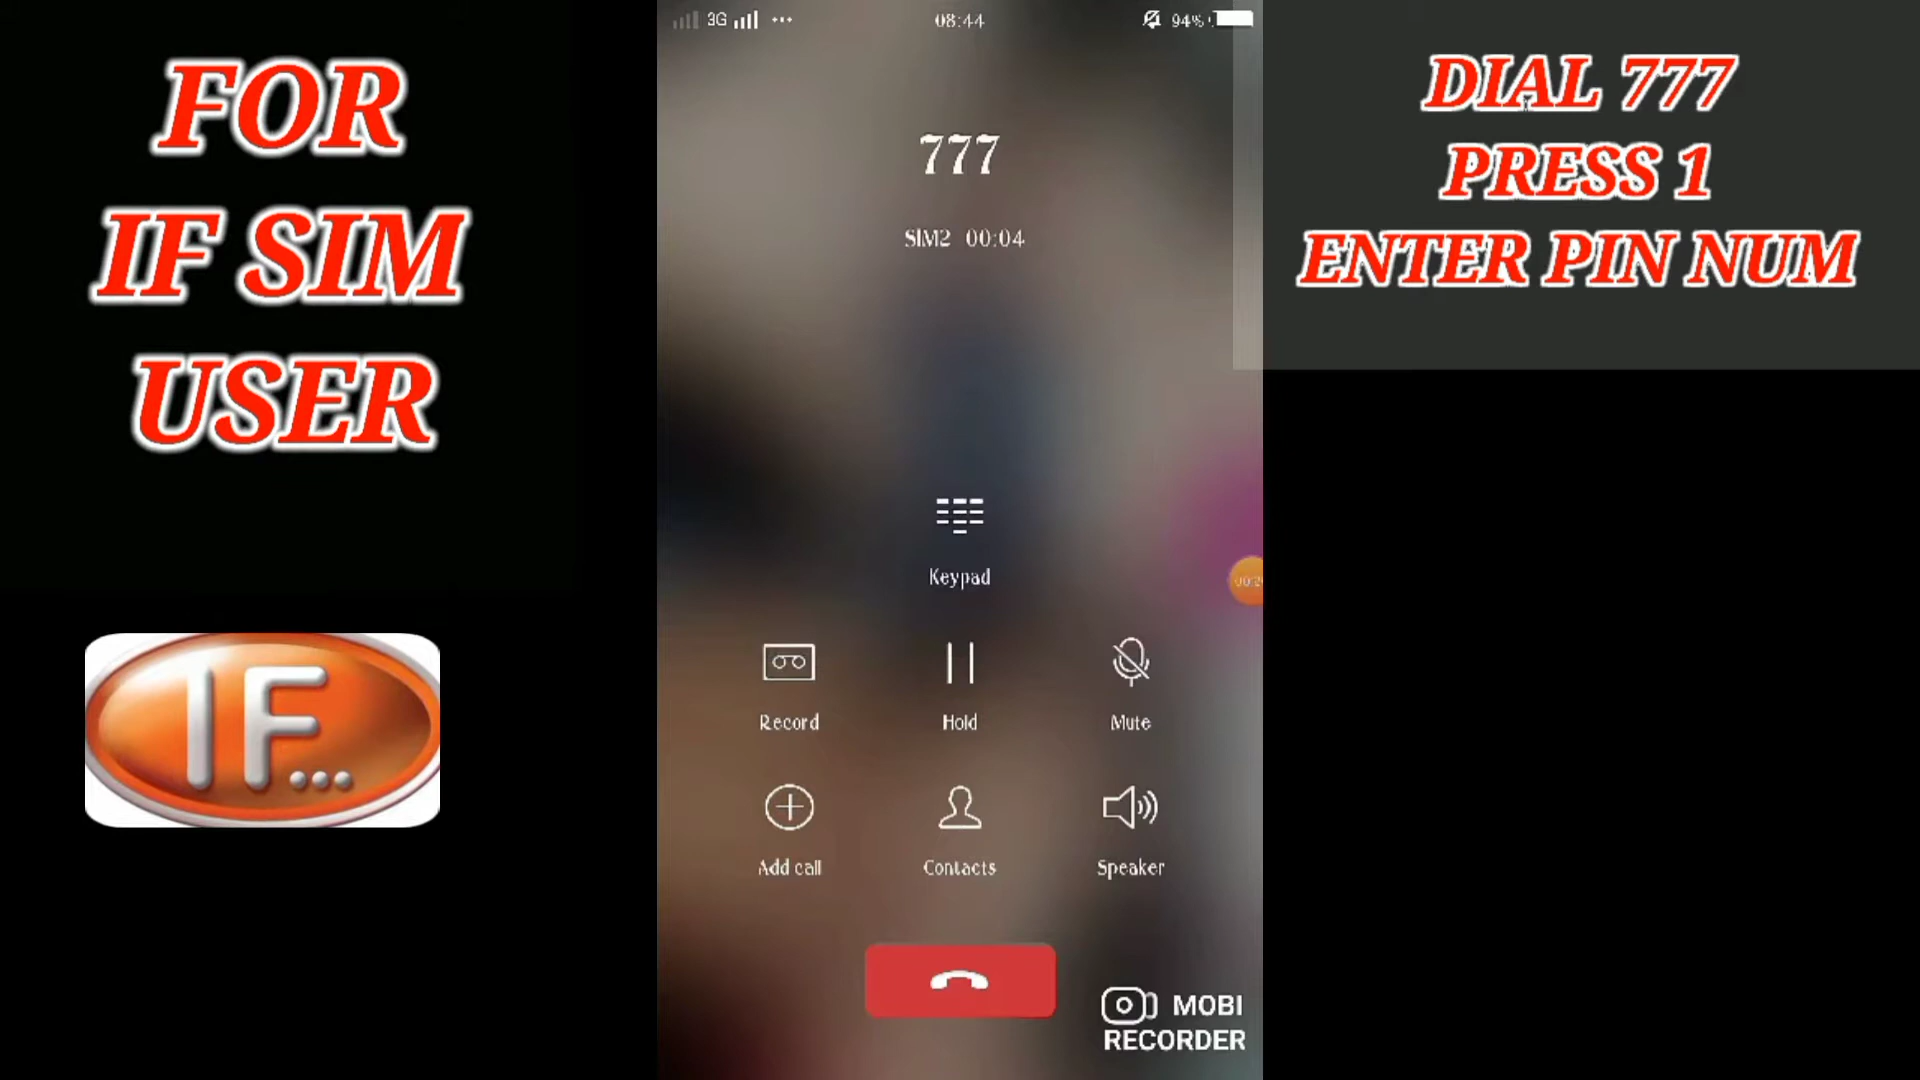 FOR
IF SIM
USER
IF...
3G ... 08:44 94%
777
SIM2 00:04
Keypad
Record Hold Mute
Add call Contacts Speaker
MOBI
RECORDER
DIAL 777
PRESS 1
ENTER PIN NUM